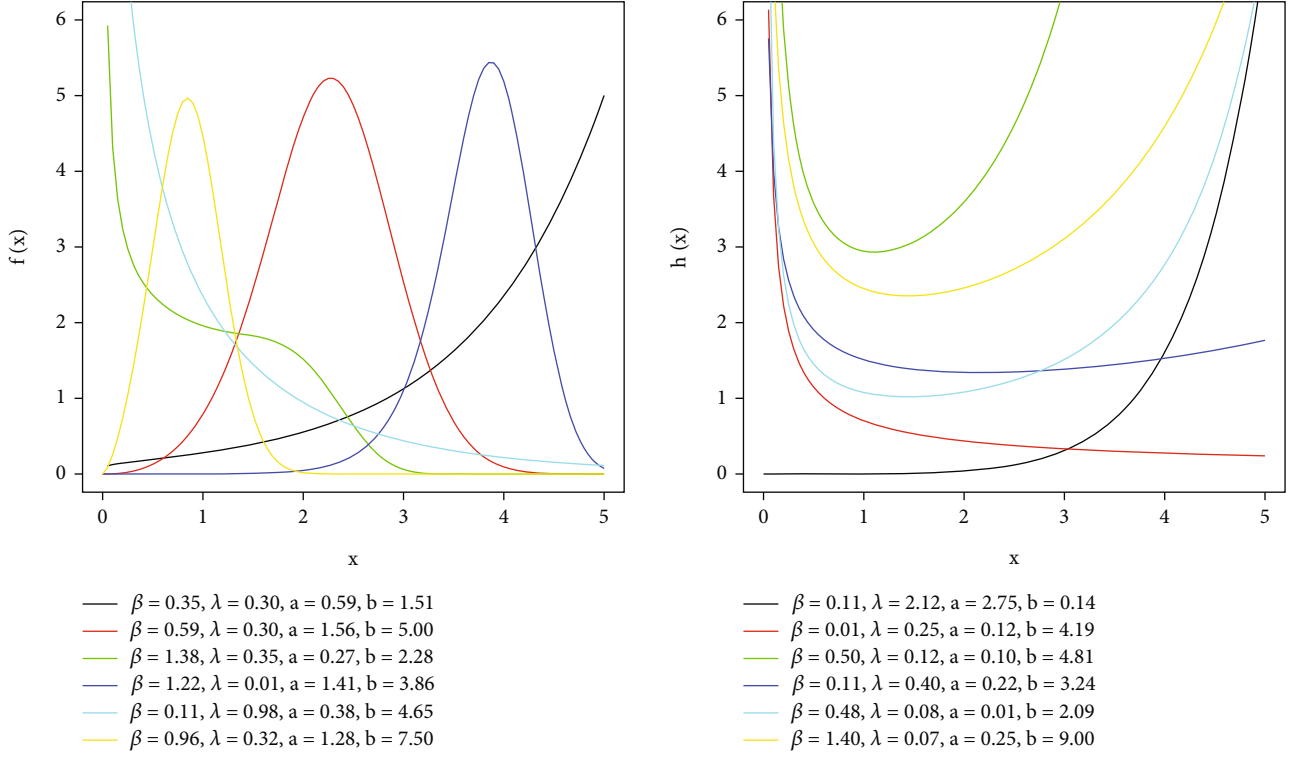 f (x)
6
5
4
3
2
1
0
0 1 2 3 4 5
x
β = 0.35, λ = 0.30, a = 0.59, b = 1.51
β = 0.59, λ = 0.30, a = 1.56, b = 5.00
β = 1.38, λ = 0.35, a = 0.27, b = 2.28
β = 1.22, λ = 0.01, a = 1.41, b = 3.86
β = 0.11, λ = 0.98, a = 0.38, b = 4.65
β = 0.96, λ = 0.32, a = 1.28, b = 7.50
h (x)
6
5
4
3
2
1
0
0 1 2 3 4 5
x
β = 0.11, λ = 2.12, a = 2.75, b = 0.14
β = 0.01, λ = 0.25, a = 0.12, b = 4.19
β = 0.50, λ = 0.12, a = 0.10, b = 4.81
β = 0.11, λ = 0.40, a = 0.22, b = 3.24
β = 0.48, λ = 0.08, a = 0.01, b = 2.09
β = 1.40, λ = 0.07, a = 0.25, b = 9.00